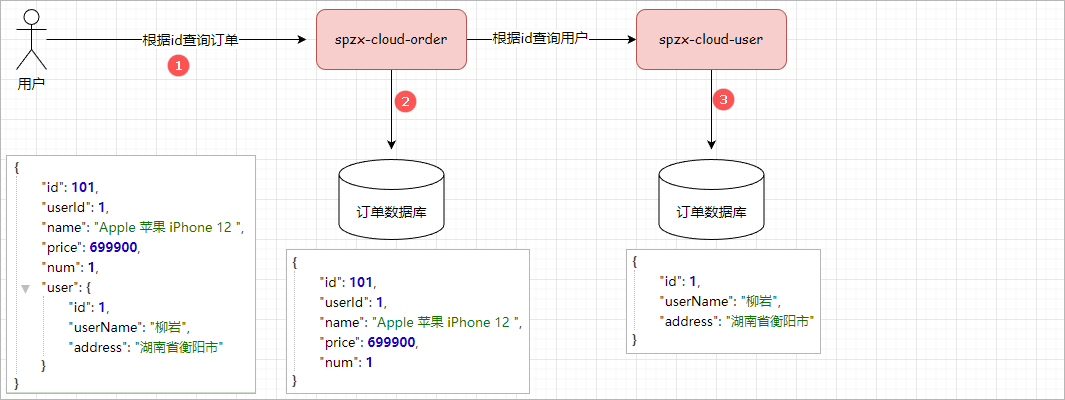 用户
根据id查询订单
1
spzx-cloud-order
根据id查询用户
spzx-cloud-user
2
3
订单数据库
订单数据库
{
"id": 101,
"userId": 1,
"name": "Apple 苹果 iPhone 12 ",
"price": 699900,
"num": 1,
"user": {
"id": 1,
"userName": "柳岩",
"address": "湖南省衡阳市"
}
}
{
"id": 101,
"userId": 1,
"name": "Apple 苹果 iPhone 12 ",
"price": 699900,
"num": 1
}
{
"id": 1,
"userName": "柳岩",
"address": "湖南省衡阳市"
}